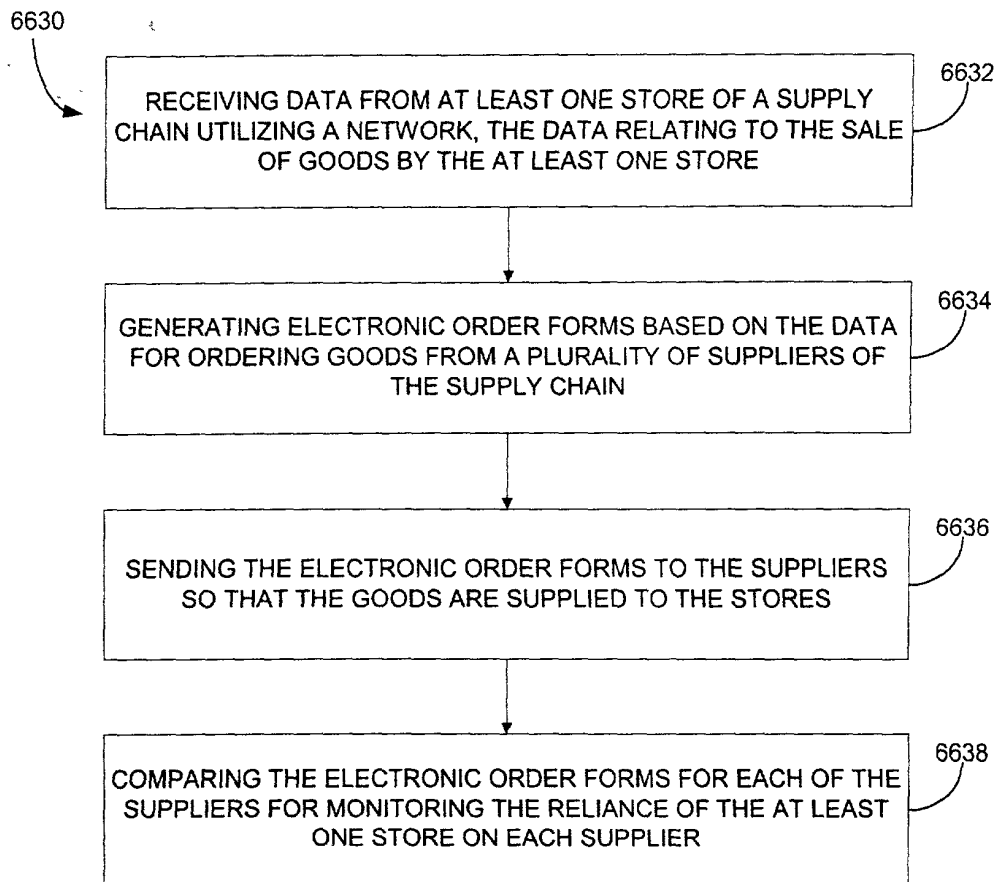 6630
6632
RECEIVING DATA FROM AT LEAST ONE STORE OF A SUPPLY
CHAIN UTILIZING A NETWORK, THE DATA RELATING TO THE SALE
OF GOODS BY THE AT LEAST ONE STORE
6634
GENERATING ELECTRONIC ORDER FORMS BASED ON THE DATA
FOR ORDERING GOODS FROM A PLURALITY OF SUPPLIERS OF
THE SUPPLY CHAIN
6636
SENDING THE ELECTRONIC ORDER FORMS TO THE SUPPLIERS
SO THAT THE GOODS ARE SUPPLIED TO THE STORES
6638
COMPARING THE ELECTRONIC ORDER FORMS FOR EACH OF THE
SUPPLIERS FOR MONITORING THE RELIANCE OF THE AT LEAST
ONE STORE ON EACH SUPPLIER